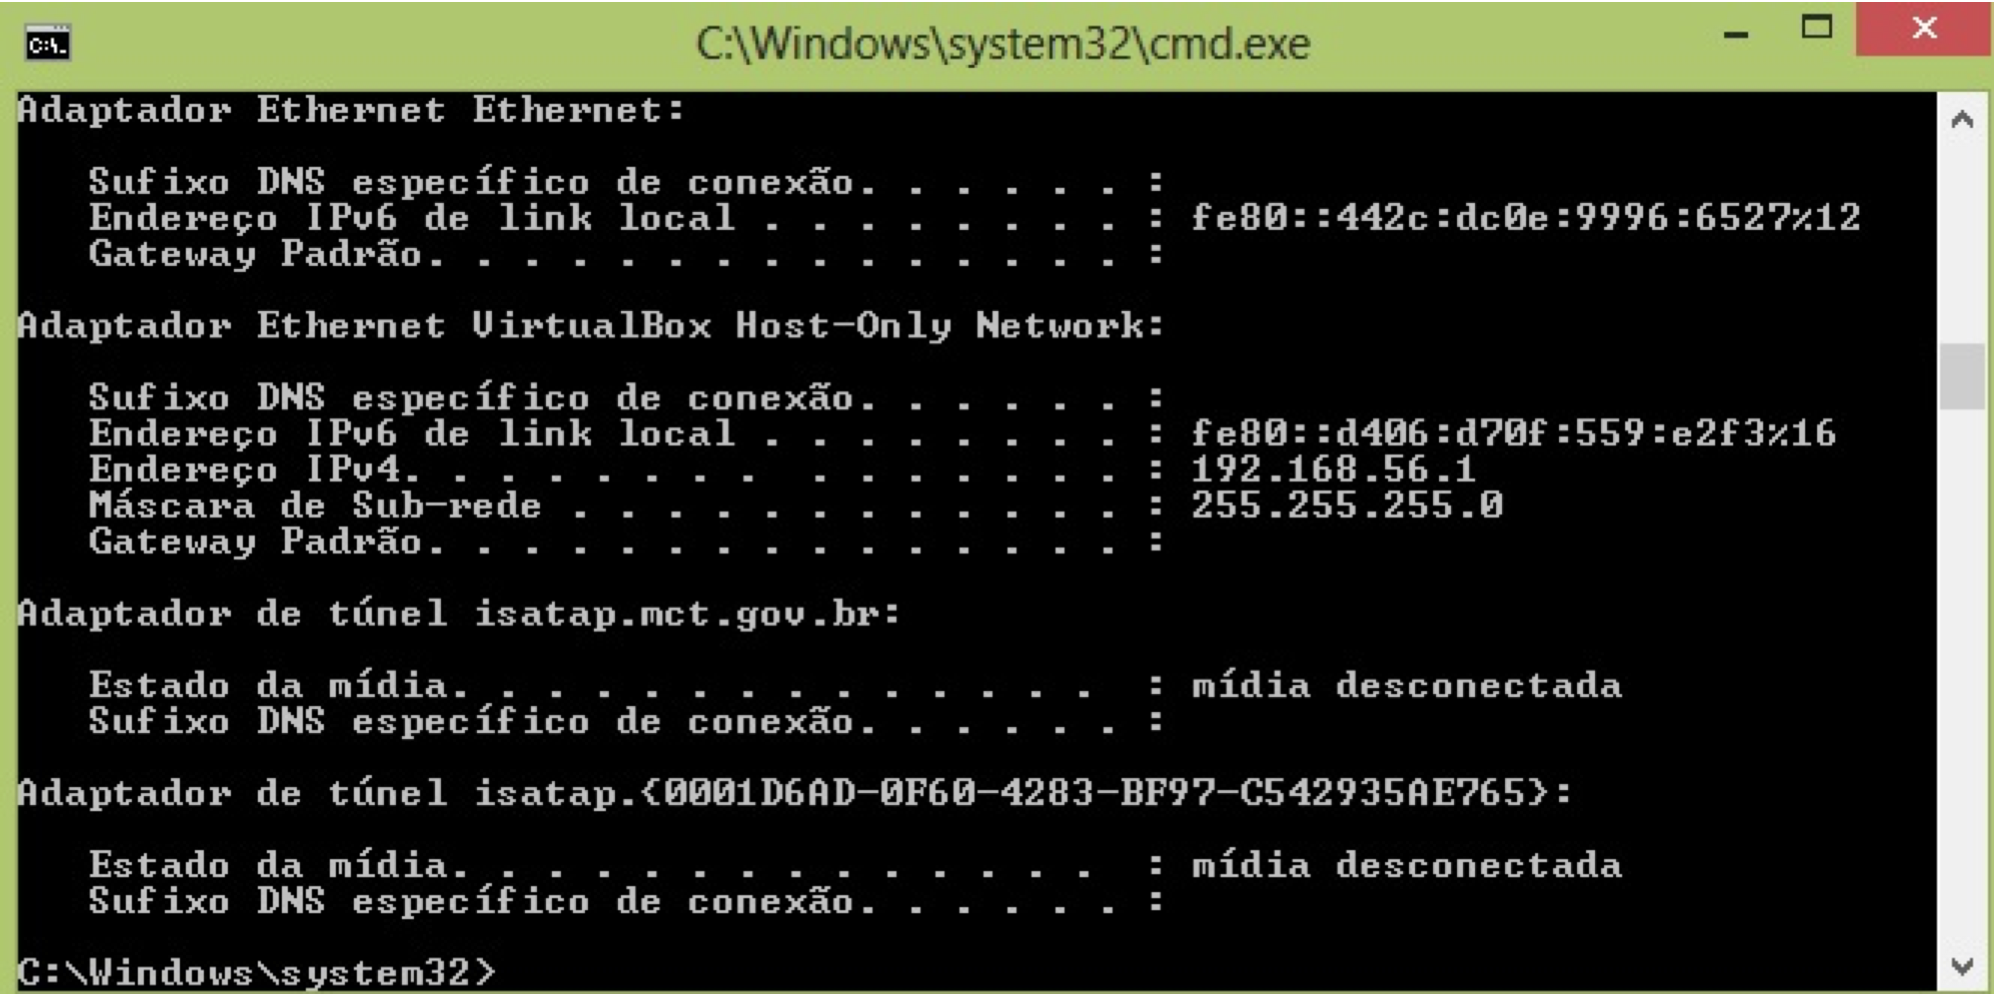 C:\Windows\system32\cmd.exe
Adaptador Ethernet Ethernet:
Sufixo DNS específico de conexão. . . . . . :
Endereço IPv6 de link local . . . . . . . . : fe80::442c:dc0e:9996:6527%12
Gateway Padrão. . . . . . . . . . . . . . . :
Adaptador Ethernet VirtualBox Host-Only Network:
Sufixo DNS específico de conexão. . . . . . :
Endereço IPv6 de link local . . . . . . . . : fe80::d406:d70f:559:e2f3%16
Endereço IPv4. . . . . . . .  . . . . . . . : 192.168.56.1
Máscara de Sub-rede . . . . . . . . . . . . : 255.255.255.0
Gateway Padrão. . . . . . . . . . . . . . . :
Adaptador de túnel isatap.mct.gov.br:
Estado da mídia. . . . . . . . . . . . . .  : mídia desconectada
Sufixo DNS específico de conexão. . . . . . :
Adaptador de túnel isatap.{0001D6AD-0F60-4283-BF97-C542935AE765}:
Estado da mídia. . . . . . . . . . . . . .  : mídia desconectada
Sufixo DNS específico de conexão. . . . . . :
C:\Windows\system32>